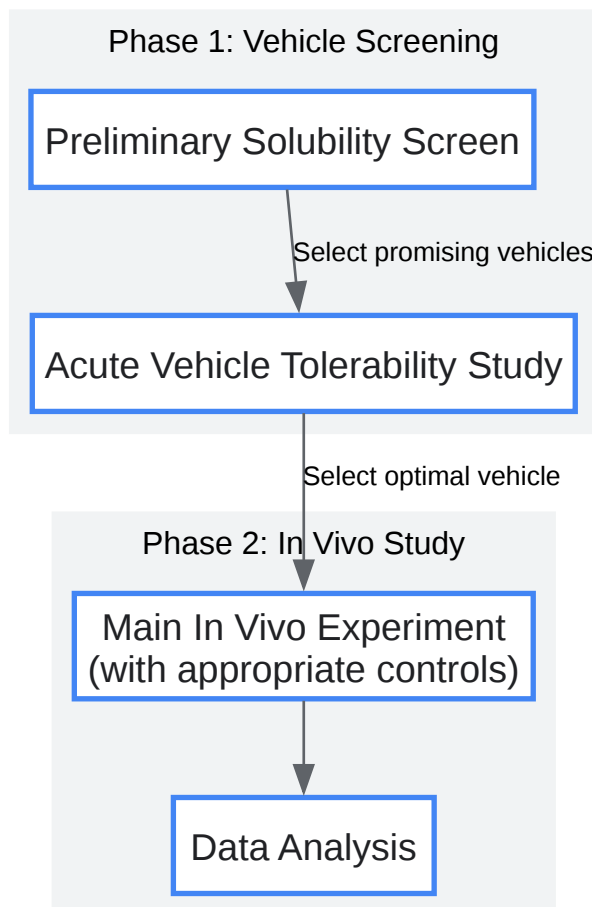 Phase 1: Vehicle Screening
Preliminary Solubility Screen
Select promising vehicles
Acute Vehicle Tolerability Study
Select optimal vehicle
Phase 2: In Vivo Study
Main In Vivo Experiment
(with appropriate controls)
Data Analysis